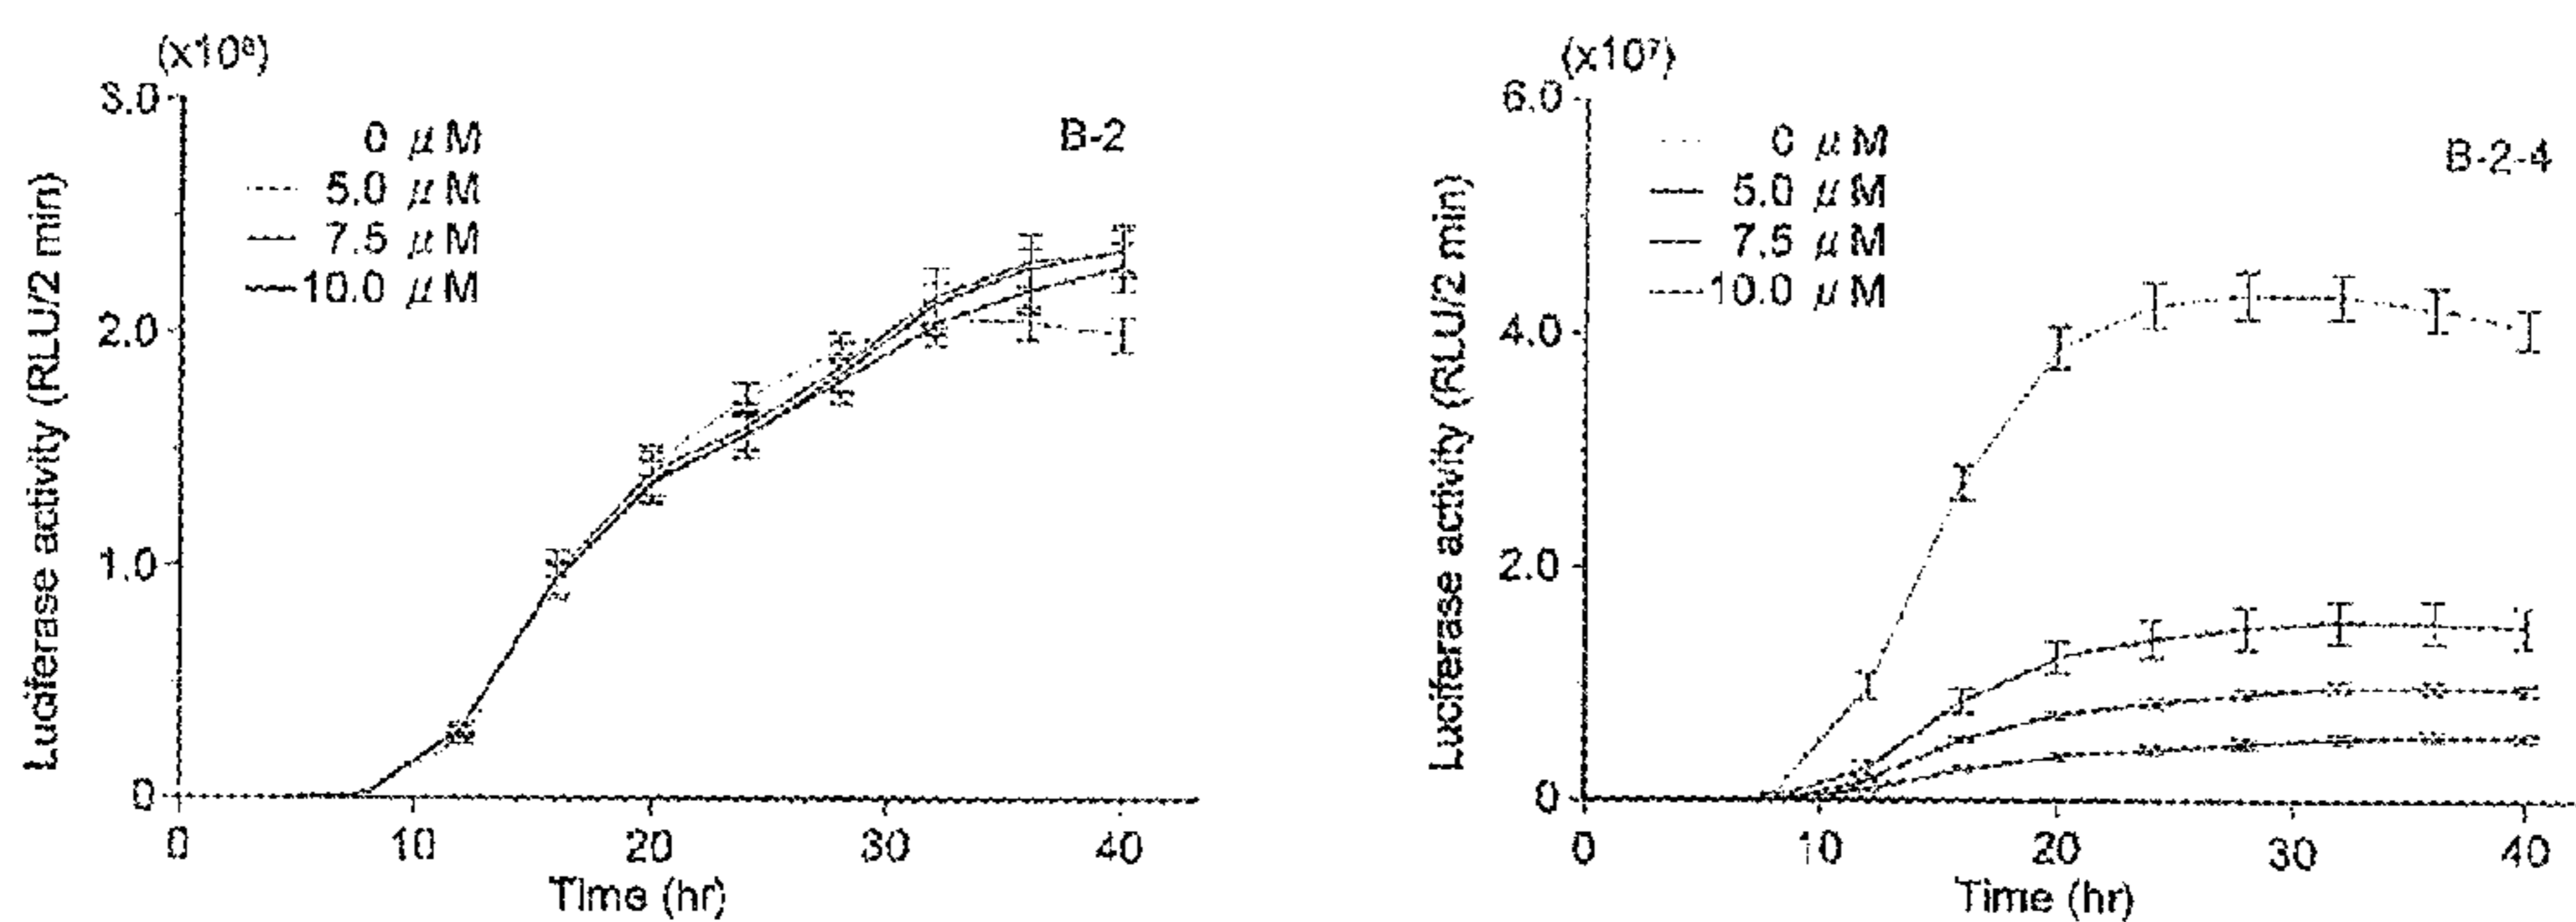 (x10⁸)
3.0
2.0
1.0
0
0 10 20 30 40
Luciferase activity (RLU/2 min)
Time (hr)
0 μM
5.0 μM
7.5 μM
10.0 μM
B-2
(x10⁷)
6.0
4.0
2.0
0
0 10 20 30 40
Luciferase activity (RLU/2 min)
Time (hr)
0 μM
5.0 μM
7.5 μM
10.0 μM
B-2-4